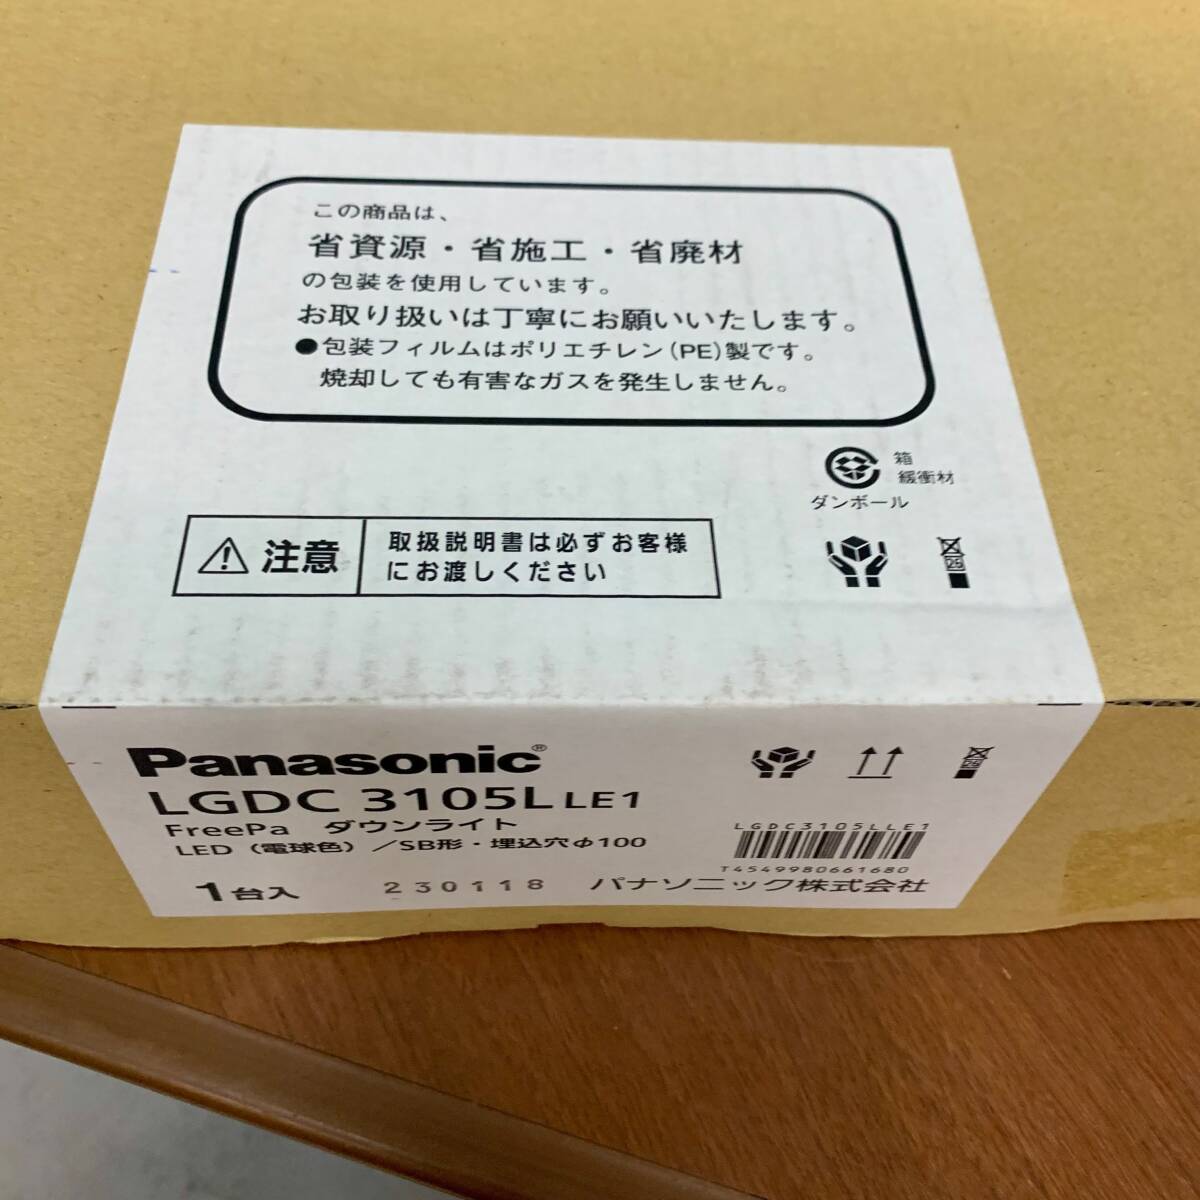 この商品は、
省資源・省施工・省廃材
の包装を使用しています。
お取り扱いは丁寧にお願いいたします。
●包装フィルムはポリエチレン(PE)製です。
焼却しても有害なガスを発生しません。
箱
緩衝材
ダンボール
注意
取扱説明書は必ずお客様
にお渡しください
Panasonic®
LGDC 3105L LE1
FreePa ダウンライト
LED(電球色)/SB形・埋込穴φ100
1台入 230118 パナソニック株式会社
LGDC3105LLE1
T4549980661680